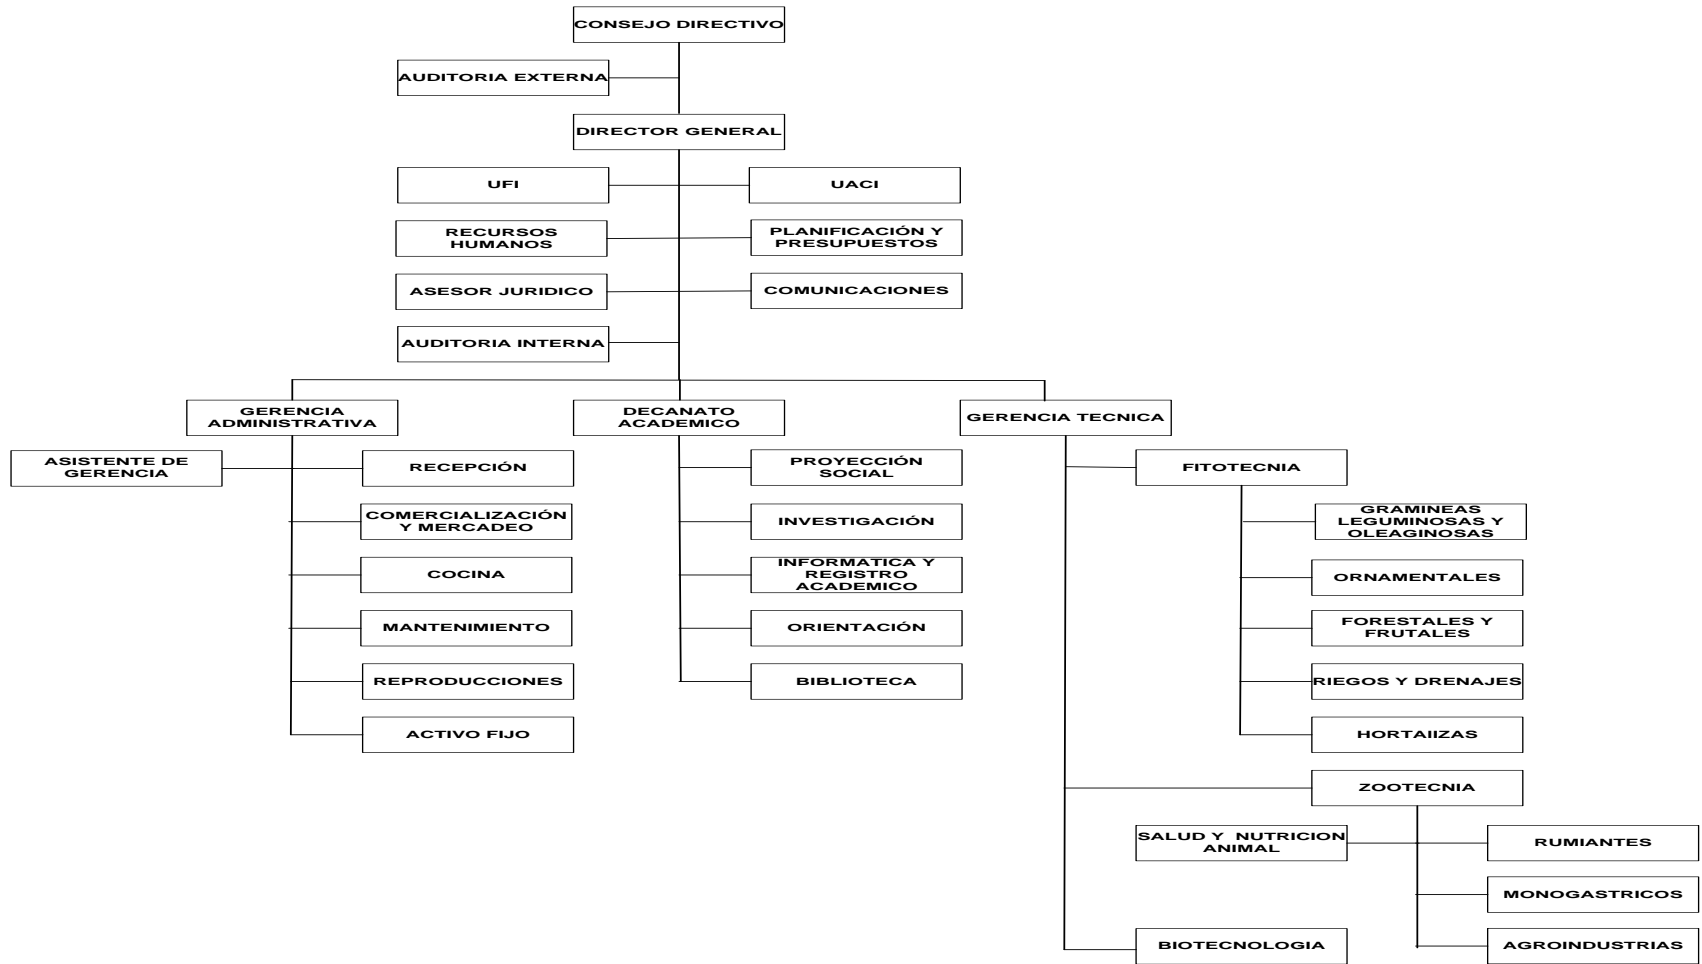 CONSEJO DIRECTIVO
AUDITORIA EXTERNA
DIRECTOR GENERAL
UFI
UACI
RECURSOS
HUMANOS
PLANIFICACIÓN Y
PRESUPUESTOS
ASESOR JURIDICO
COMUNICACIONES
AUDITORIA INTERNA
GERENCIA
ADMINISTRATIVA
DECANATO
ACADEMICO
GERENCIA TECNICA
ASISTENTE DE
GERENCIA
RECEPCIÓN
PROYECCIÓN
SOCIAL
FITOTECNIA
COMERCIALIZACIÓN
Y MERCADEO
INVESTIGACIÓN
GRAMINEAS
LEGUMINOSAS Y
OLEAGINOSAS
COCINA
INFORMATICA Y
REGISTRO
ACADEMICO
ORNAMENTALES
MANTENIMIENTO
ORIENTACIÓN
FORESTALES Y
FRUTALES
REPRODUCCIONES
BIBLIOTECA
RIEGOS Y DRENAJES
ACTIVO FIJO
HORTAIIZAS
ZOOTECNIA
SALUD Y NUTRICION
ANIMAL
RUMIANTES
MONOGASTRICOS
BIOTECNOLOGIA
AGROINDUSTRIAS